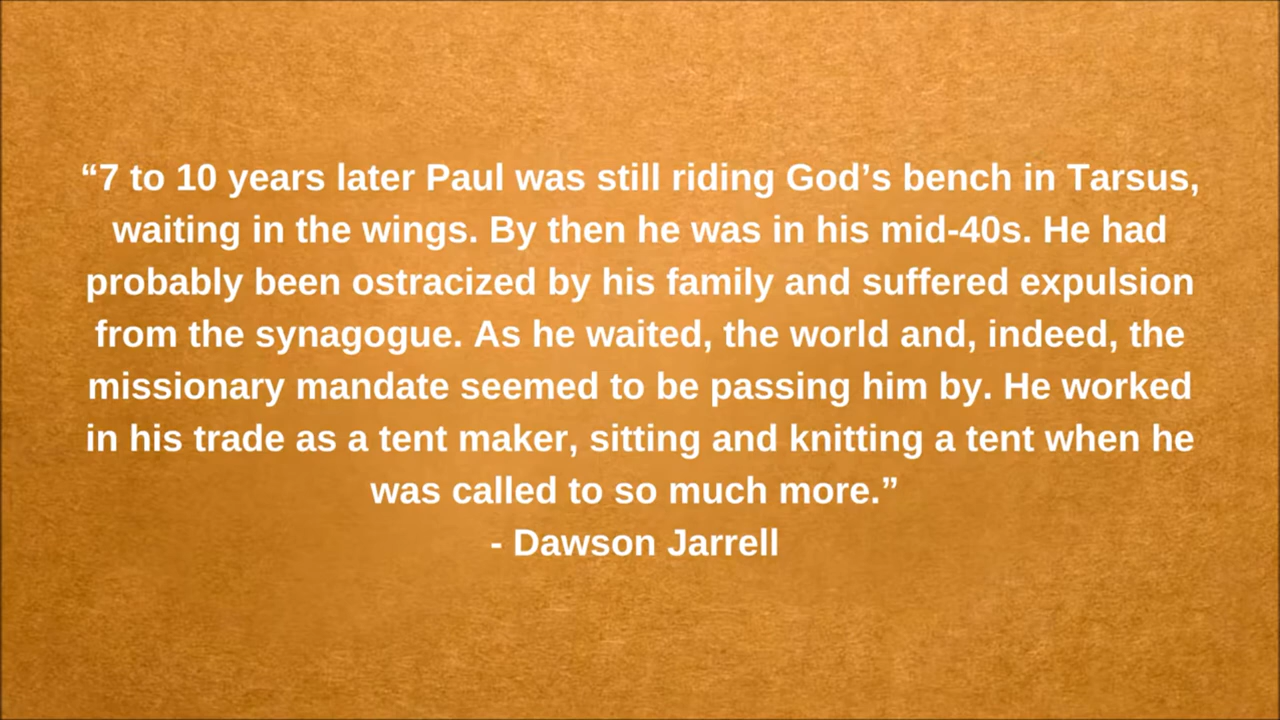 “7 to 10 years later Paul was still riding God’s bench in Tarsus,
waiting in the wings. By then he was in his mid-40s. He had
probably been ostracized by his family and suffered expulsion
from the synagogue. As he waited, the world and, indeed, the
missionary mandate seemed to be passing him by. He worked
in his trade as a tent maker, sitting and knitting a tent when he
was called to so much more.”
- Dawson Jarrell